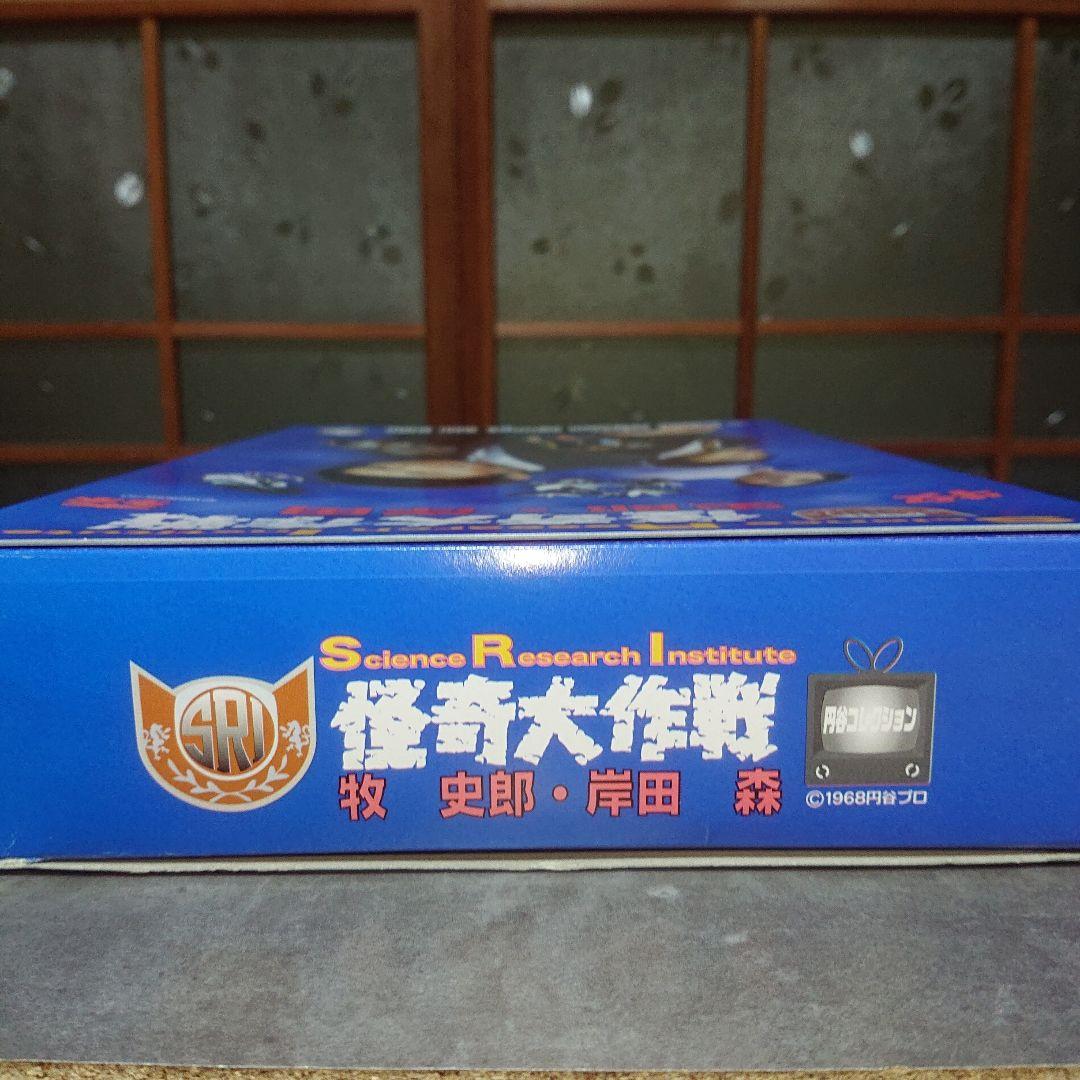 SRI
Science Research Institute
怪奇大作戦
牧 史郎・岸田 森
円谷コレクション
©1968円谷プロ